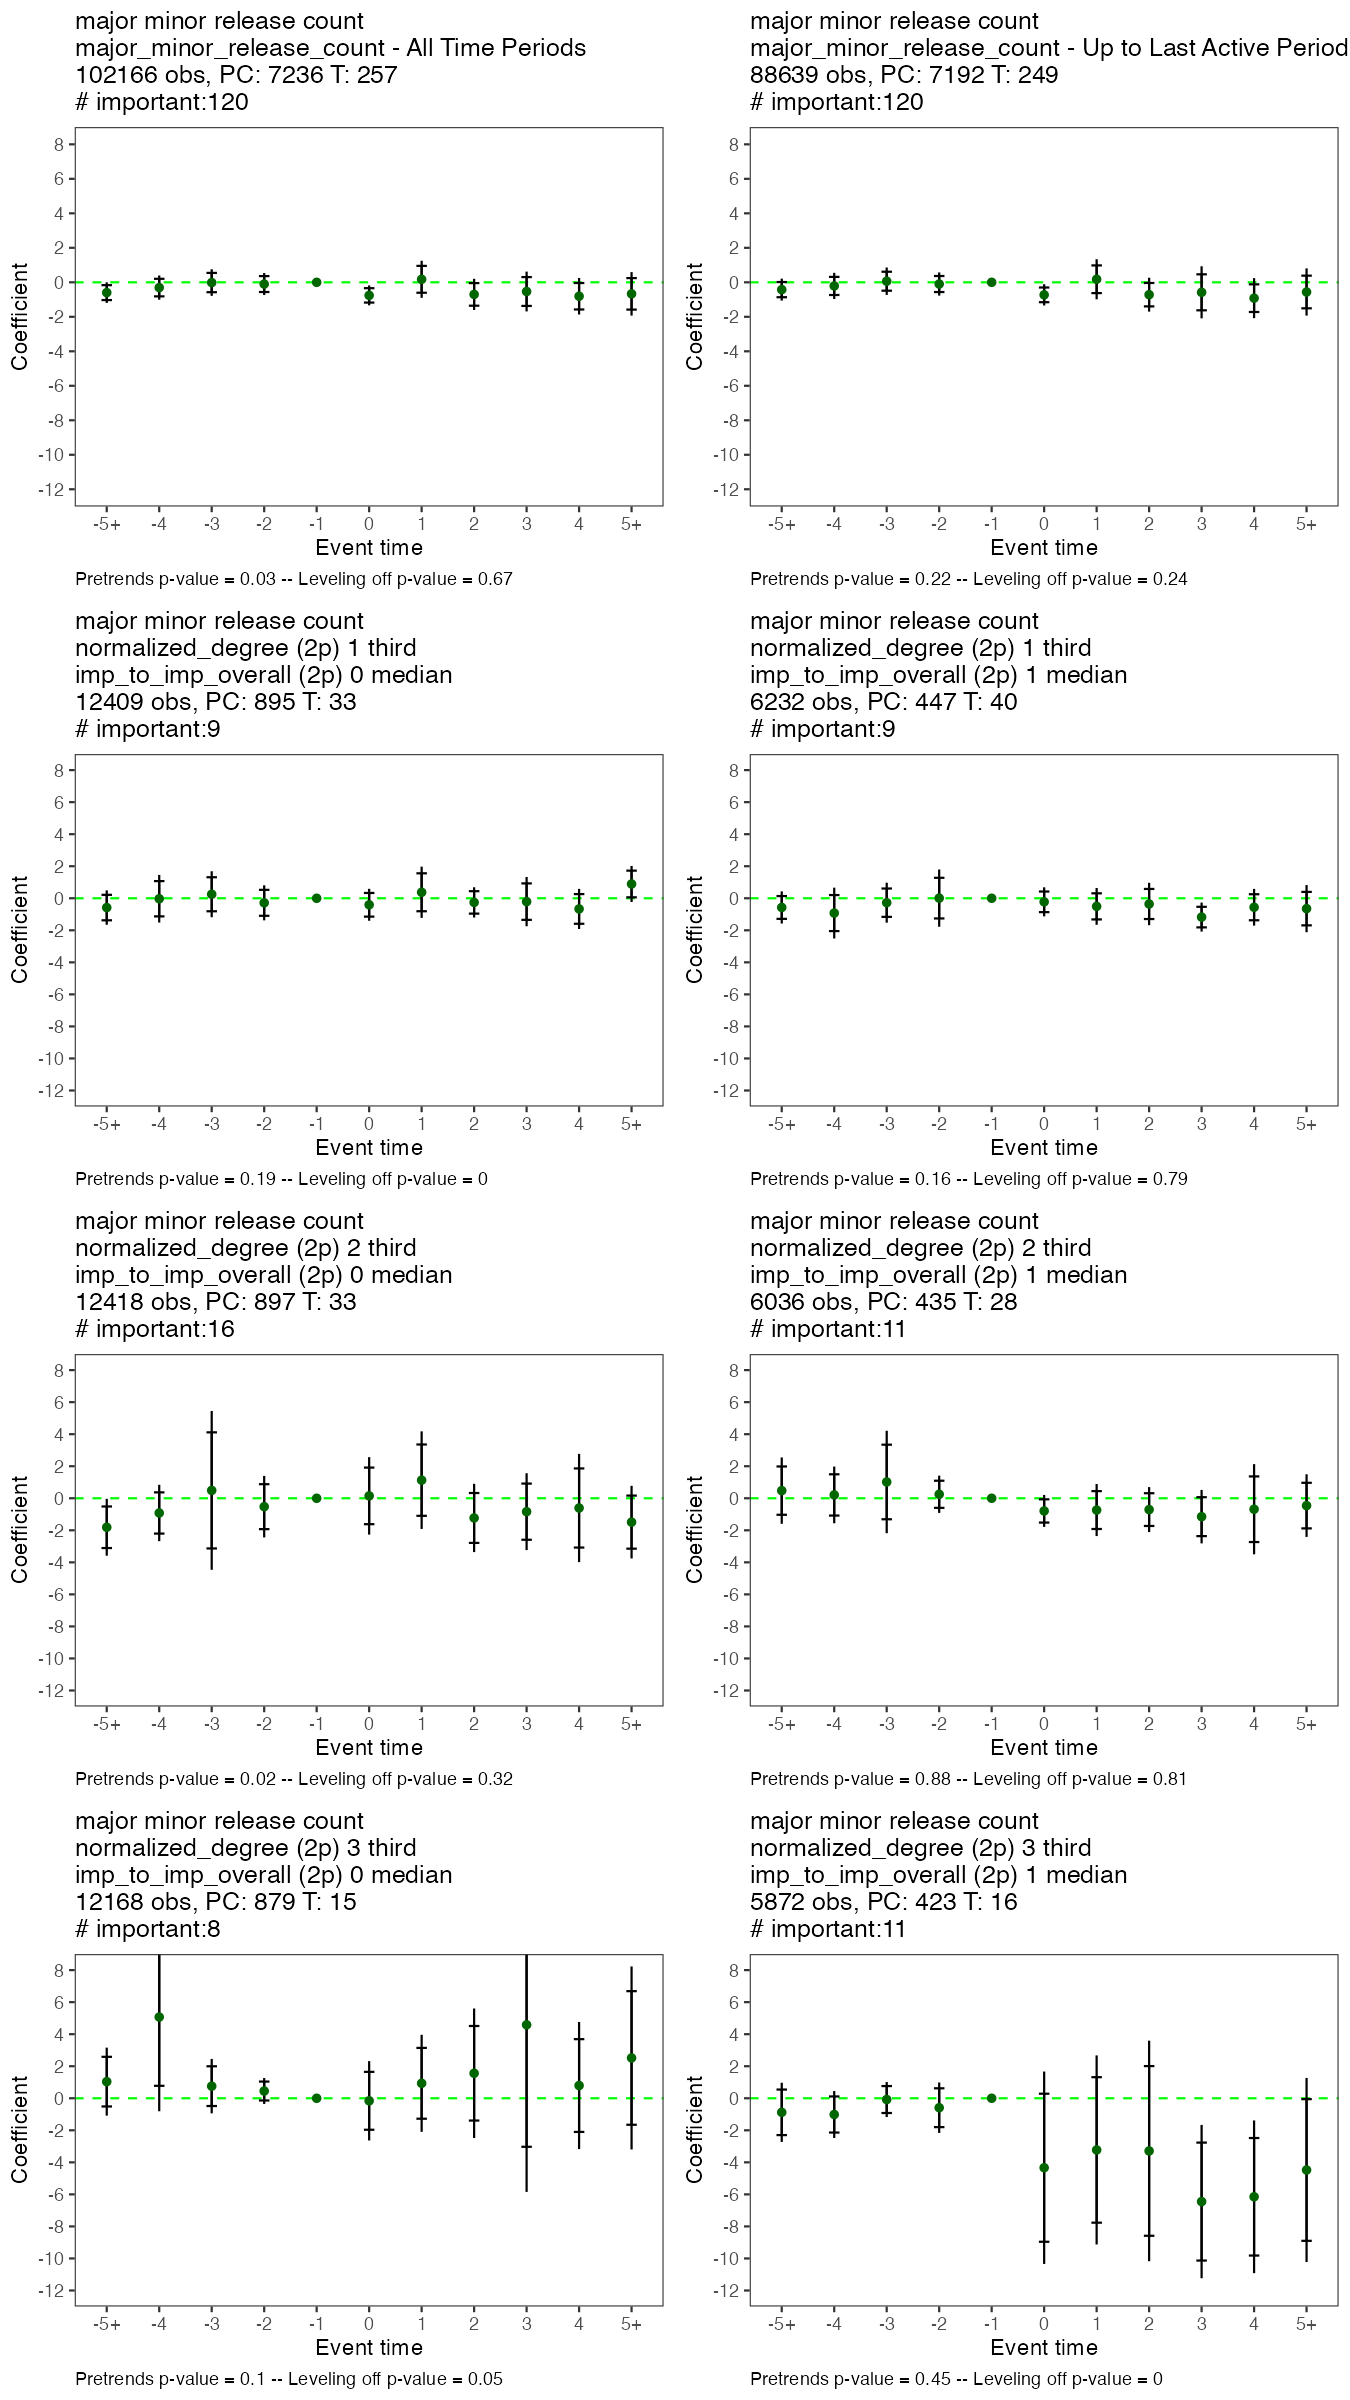 major minor release count
major_minor_release_count - All Time Periods
102166 obs, PC: 7236 T: 257
# important:120
8
6
4
2
0
-2
-4
-6
-8
-10
-12
Coefficient
-5+ -4 -3 -2 -1 0 1 2 3 4 5+
Event time
Pretrends p-value = 0.03 -- Leveling off p-value = 0.67
major minor release count
major_minor_release_count - Up to Last Active Period
88639 obs, PC: 7192 T: 249
# important:120
8
6
4
2
0
-2
-4
-6
-8
-10
-12
Coefficient
-5+ -4 -3 -2 -1 0 1 2 3 4 5+
Event time
Pretrends p-value = 0.22 -- Leveling off p-value = 0.24
major minor release count
normalized_degree (2p) 1 third
imp_to_imp_overall (2p) 0 median
12409 obs, PC: 895 T: 33
# important:9
8
6
4
2
0
-2
-4
-6
-8
-10
-12
Coefficient
-5+ -4 -3 -2 -1 0 1 2 3 4 5+
Event time
Pretrends p-value = 0.19 -- Leveling off p-value = 0
major minor release count
normalized_degree (2p) 1 third
imp_to_imp_overall (2p) 1 median
6232 obs, PC: 447 T: 40
# important:9
8
6
4
2
0
-2
-4
-6
-8
-10
-12
Coefficient
-5+ -4 -3 -2 -1 0 1 2 3 4 5+
Event time
Pretrends p-value = 0.16 -- Leveling off p-value = 0.79
major minor release count
normalized_degree (2p) 2 third
imp_to_imp_overall (2p) 0 median
12418 obs, PC: 897 T: 33
# important:16
8
6
4
2
0
-2
-4
-6
-8
-10
-12
Coefficient
-5+ -4 -3 -2 -1 0 1 2 3 4 5+
Event time
Pretrends p-value = 0.02 -- Leveling off p-value = 0.32
major minor release count
normalized_degree (2p) 2 third
imp_to_imp_overall (2p) 1 median
6036 obs, PC: 435 T: 28
# important:11
8
6
4
2
0
-2
-4
-6
-8
-10
-12
Coefficient
-5+ -4 -3 -2 -1 0 1 2 3 4 5+
Event time
Pretrends p-value = 0.88 -- Leveling off p-value = 0.81
major minor release count
normalized_degree (2p) 3 third
imp_to_imp_overall (2p) 0 median
12168 obs, PC: 879 T: 15
# important:8
8
6
4
2
0
-2
-4
-6
-8
-10
-12
Coefficient
-5+ -4 -3 -2 -1 0 1 2 3 4 5+
Event time
Pretrends p-value = 0.1 -- Leveling off p-value = 0.05
major minor release count
normalized_degree (2p) 3 third
imp_to_imp_overall (2p) 1 median
5872 obs, PC: 423 T: 16
# important:11
8
6
4
2
0
-2
-4
-6
-8
-10
-12
Coefficient
-5+ -4 -3 -2 -1 0 1 2 3 4 5+
Event time
Pretrends p-value = 0.45 -- Leveling off p-value = 0